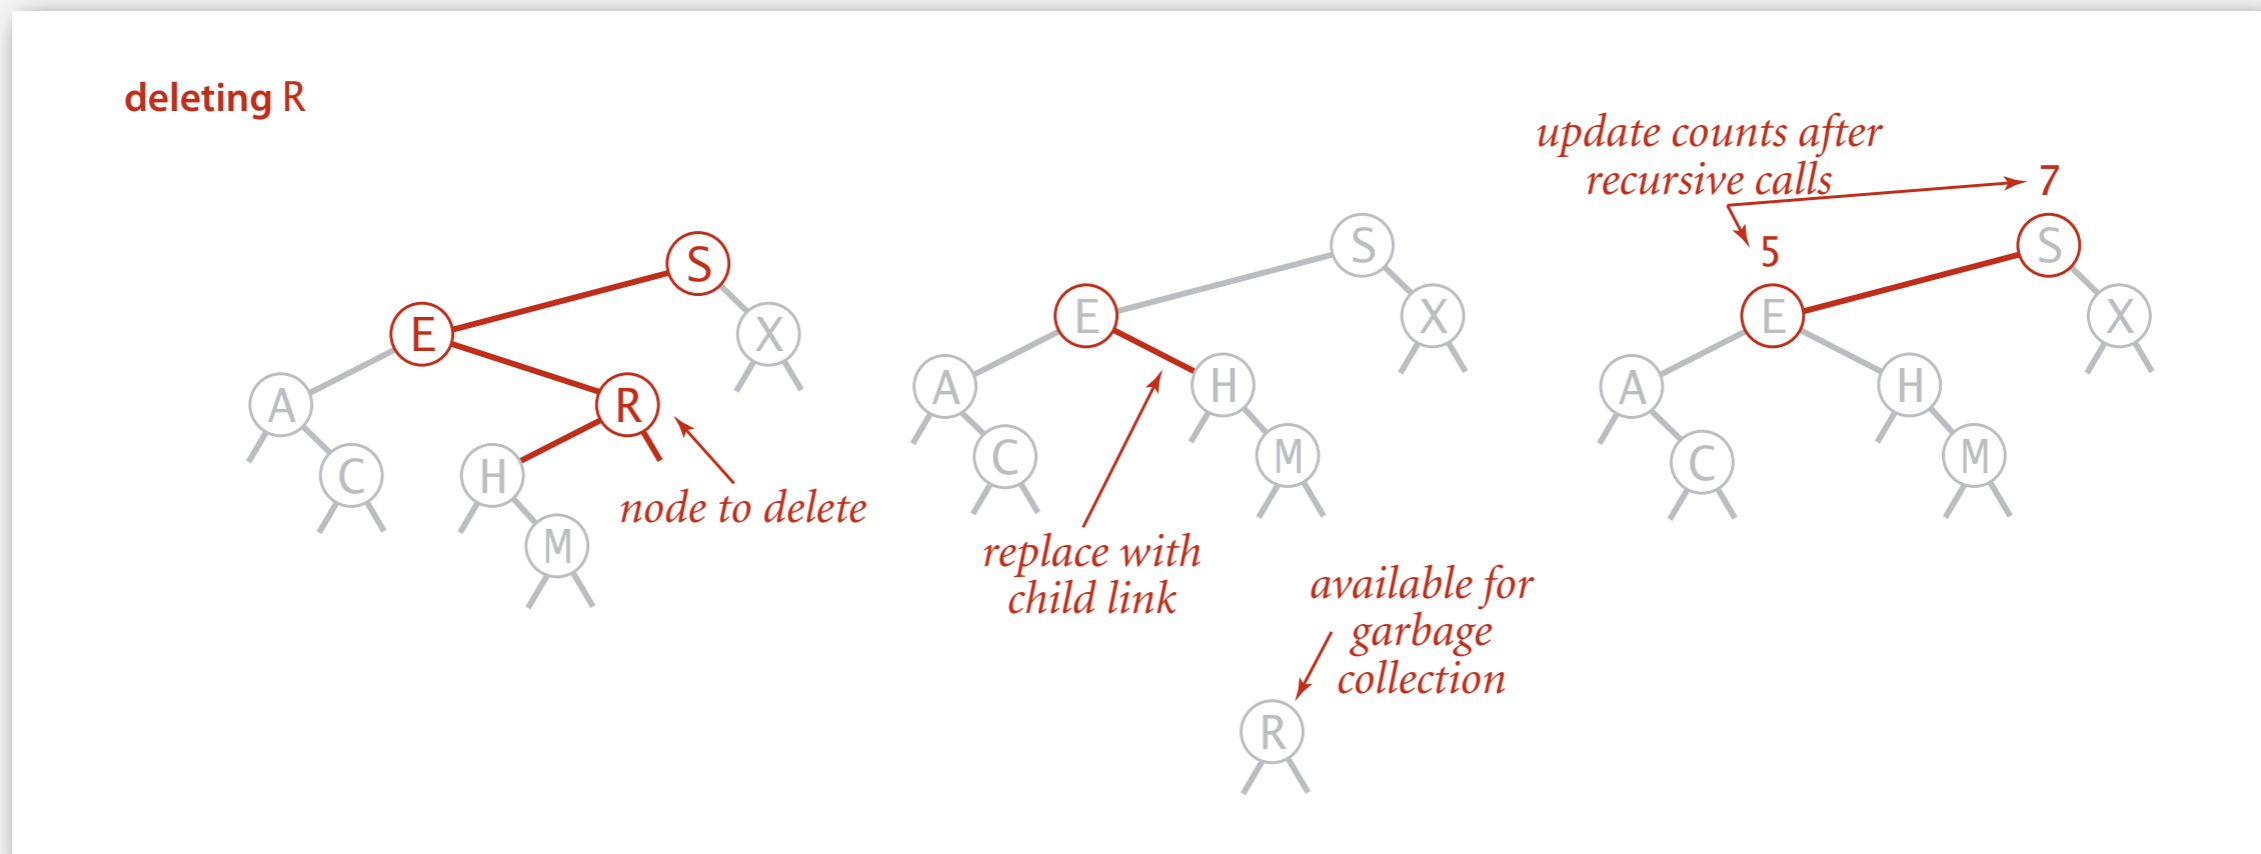 deleting R
S
E
X
A
R
C
H
M
node to delete
S
E
X
A
H
C
M
replace with
child link
available for
garbage
collection
R
update counts after
recursive calls
7
5
S
E
X
A
H
C
M